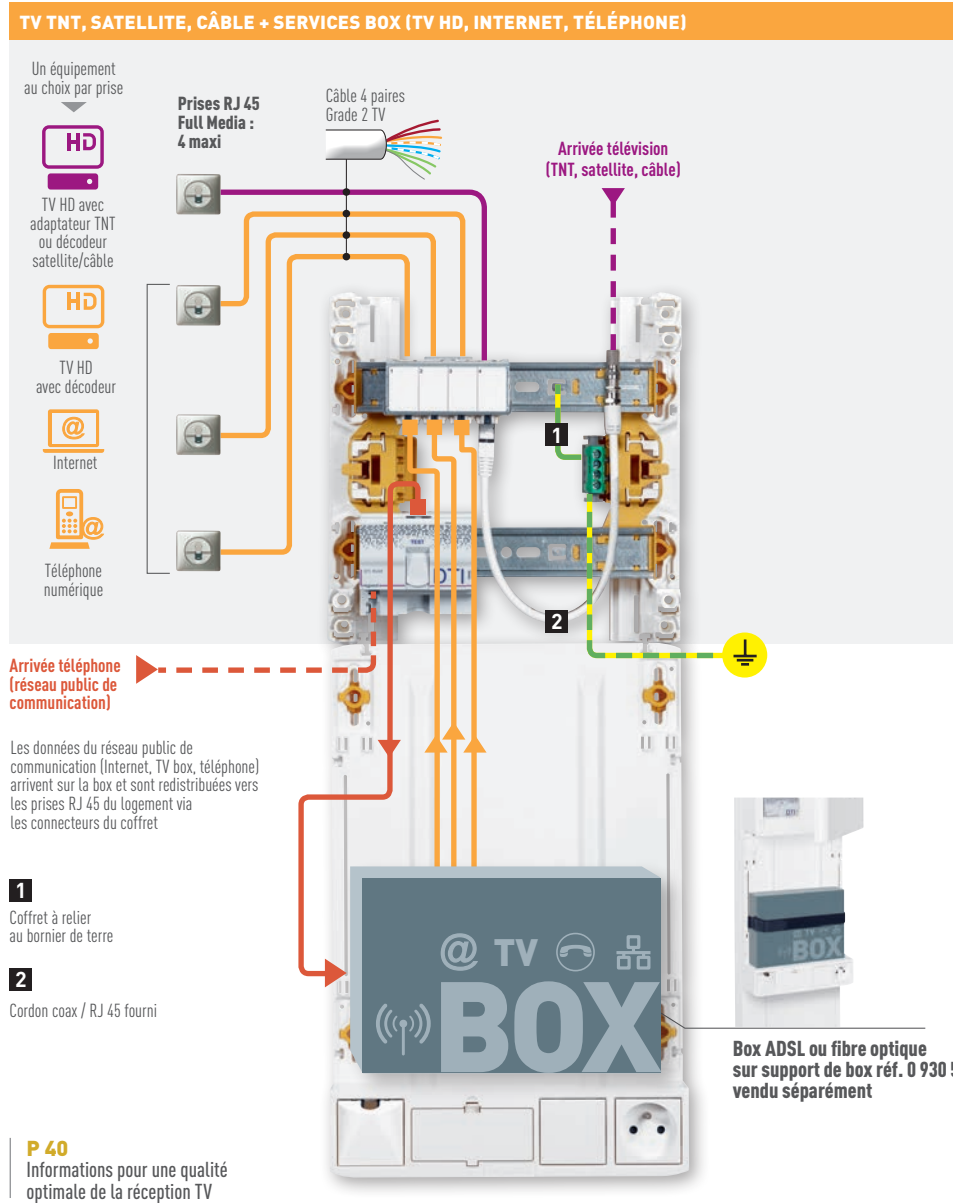 TV TNT, SATELLITE, CÂBLE + SERVICES BOX (TV HD, INTERNET, TÉLÉPHONE)
Un équipement
au choix par prise
HD
TV HD avec
adaptateur TNT
ou décodeur
satellite/câble
HD
TV HD
avec décodeur
@
Internet
@
Téléphone
numérique
Prises RJ 45
Full Media :
4 maxi
Câble 4 paires
Grade 2 TV
Arrivée télévision
(TNT, satellite, câble)
1
TEST
DTI
2
Arrivée téléphone
(réseau public de
communication)
Les données du réseau public de
communication (Internet, TV box, téléphone)
arrivent sur la box et sont redistribuées vers
les prises RJ 45 du logement via
les connecteurs du coffret
1
Coffret à relier
au bornier de terre
2
Cordon coax / RJ 45 fourni
@ TV
BOX
BOX
Box ADSL ou fibre optique
sur support de box réf. 0 930 5
vendu séparément
P 40
Informations pour une qualité
optimale de la réception TV